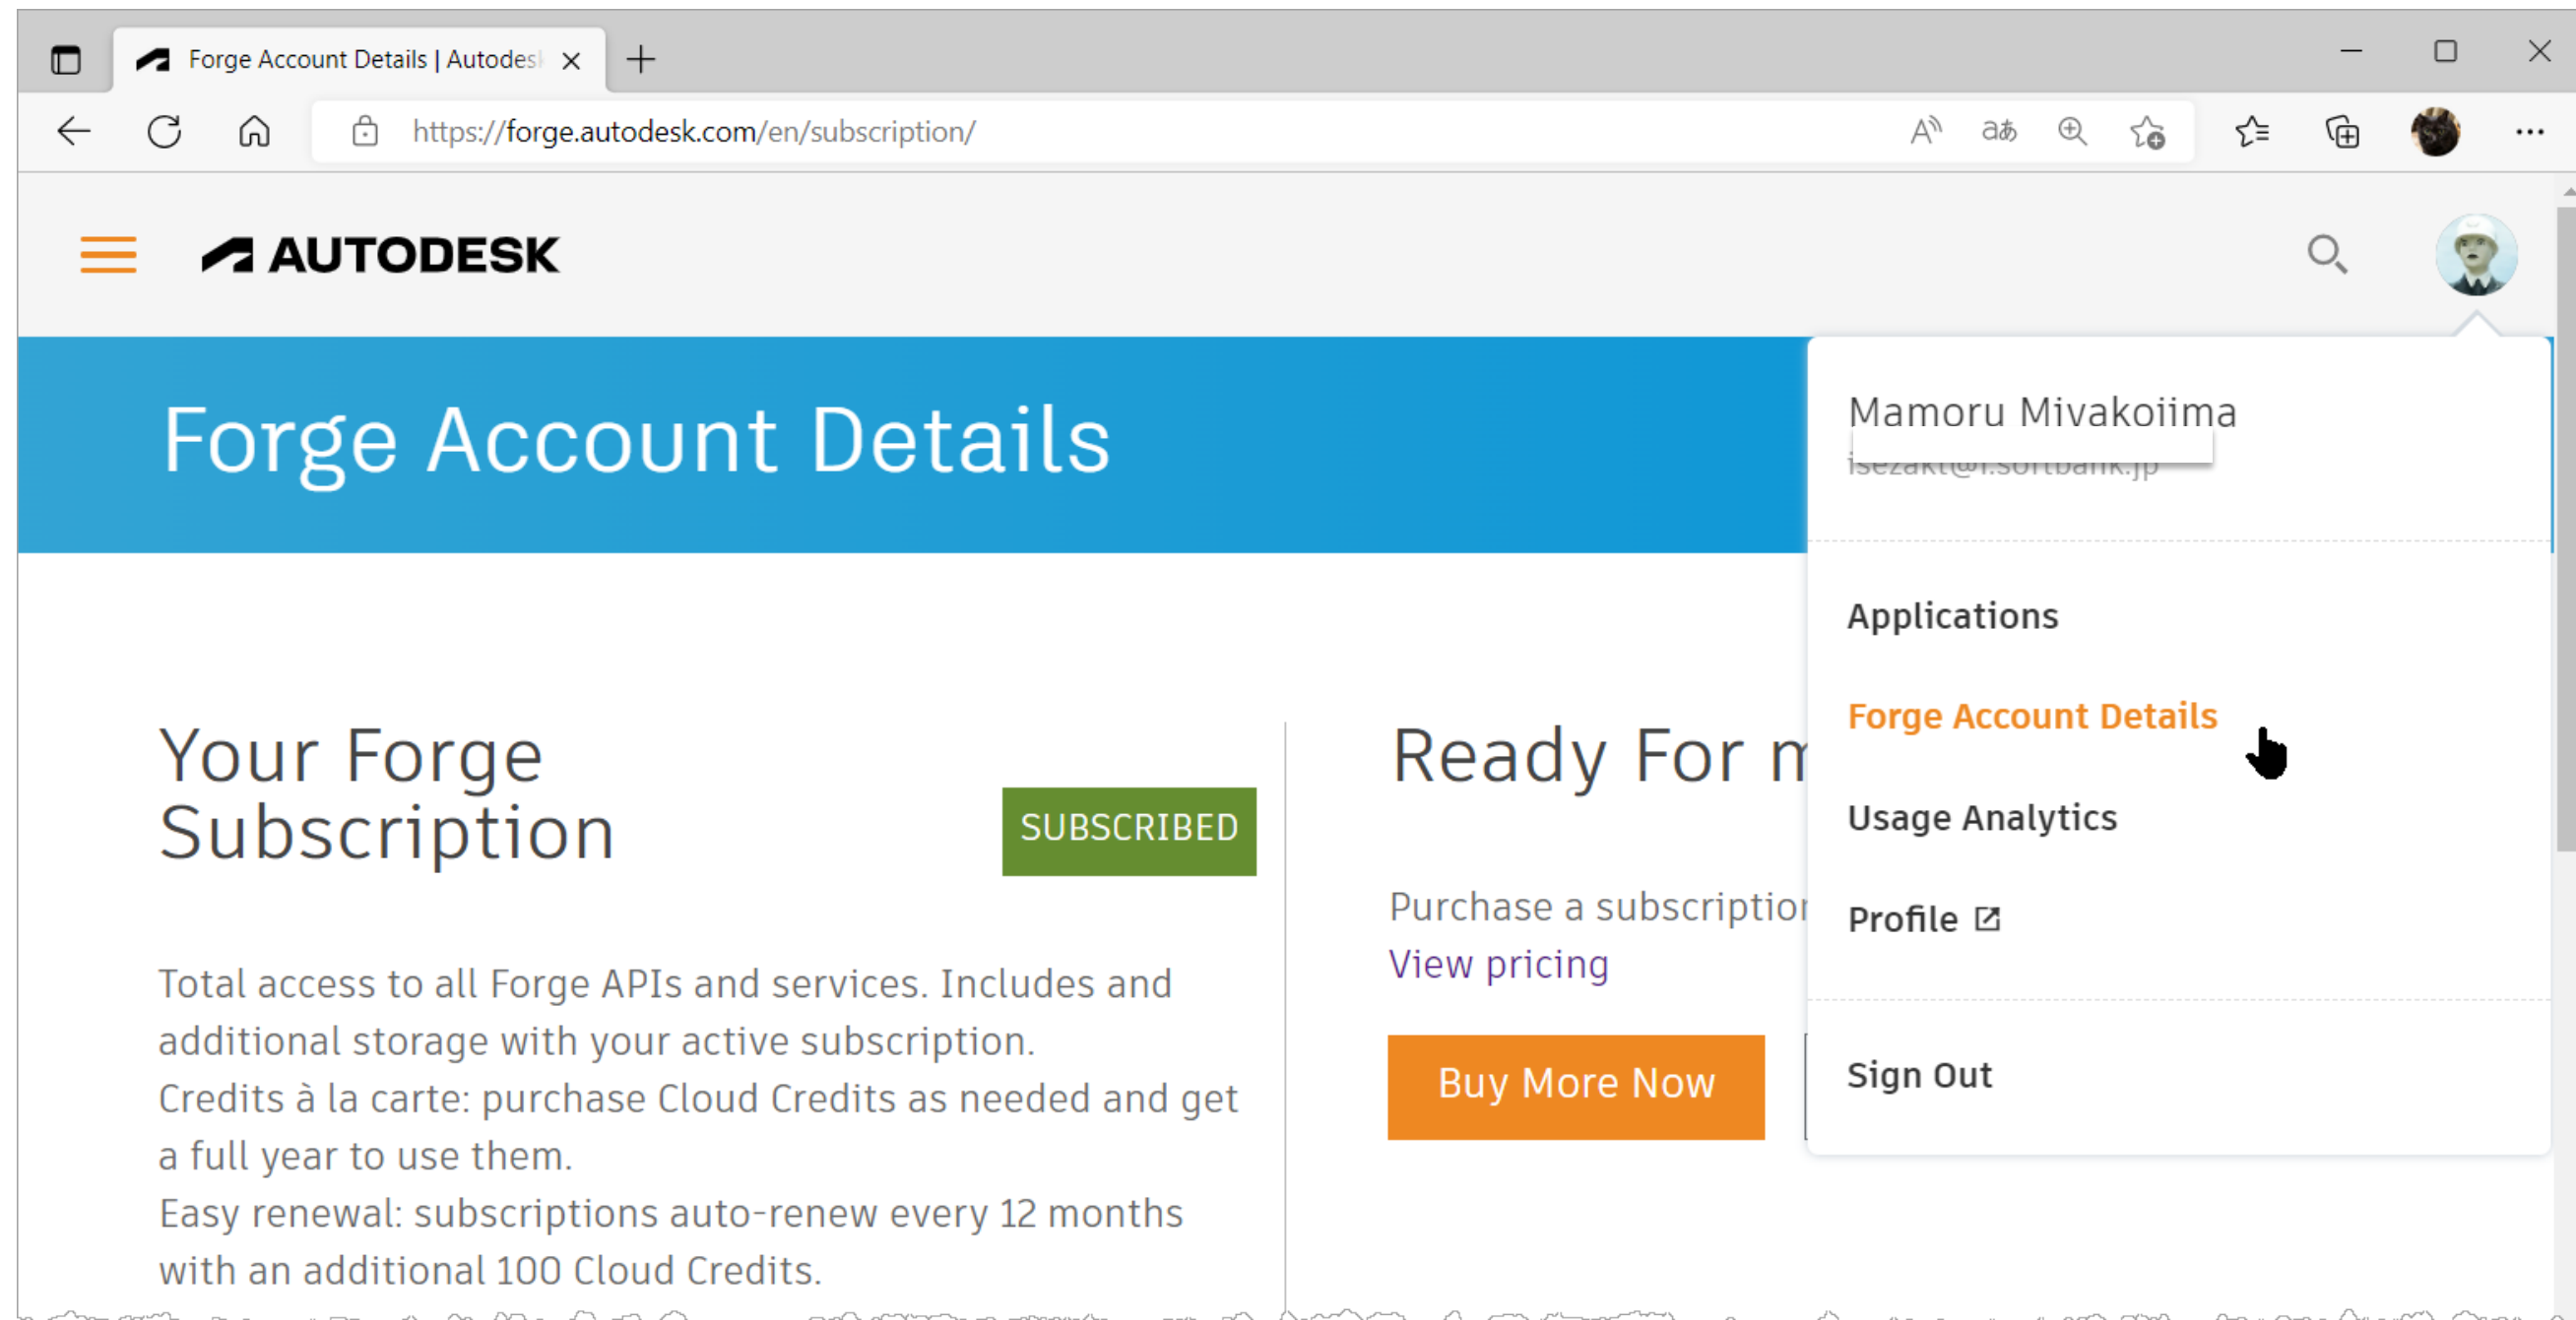 Forge Account Details | Autodes
https://forge.autodesk.com/en/subscription/
aあ
AUTODESK
Forge Account Details
Mamoru
Applications
Forge Account Details
Usage Analytics
Profile
Sign Out
Your Forge
Subscription
SUBSCRIBED
Total access to all Forge APIs and services. Includes and
additional storage with your active subscription.
Credits à la carte: purchase Cloud Credits as needed and get
a full year to use them.
Easy renewal: subscriptions auto-renew every 12 months
with an additional 100 Cloud Credits.
Ready For m
Purchase a subscription
View pricing
Buy More Now